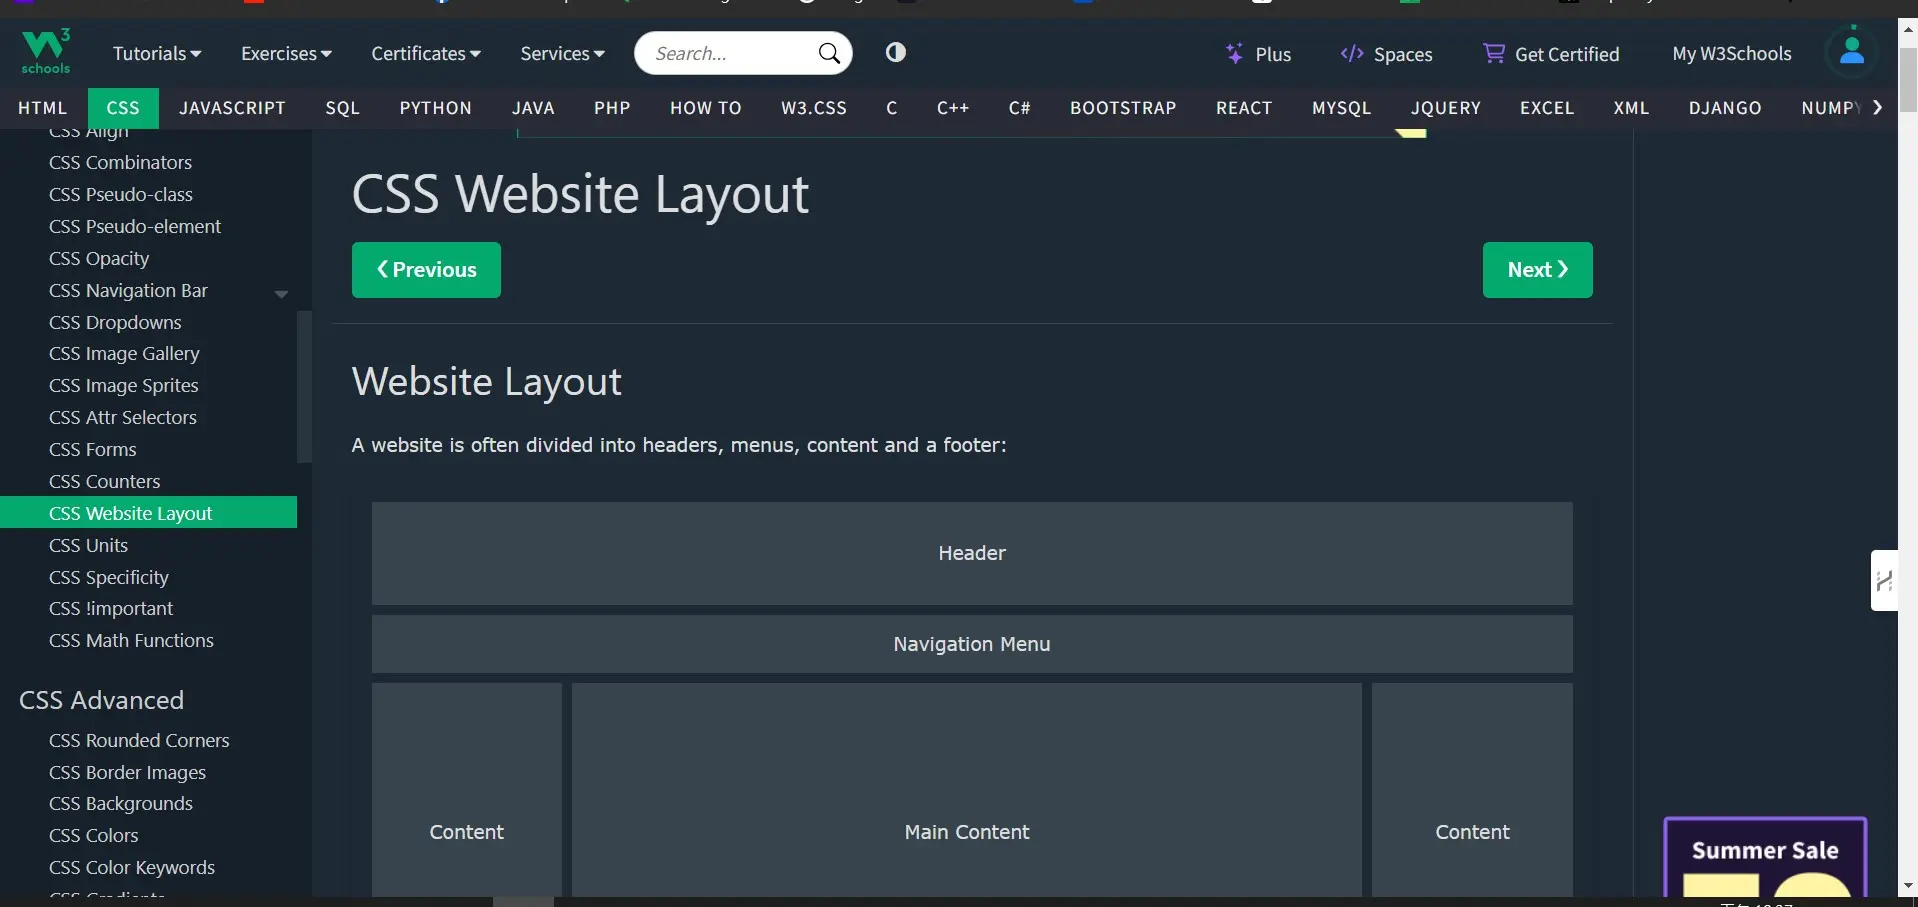 W3
schools
Tutorials
Exercises
Certificates
Services
Search...
Plus
Spaces
Get Certified
My W3Schools
HTML
CSS
JAVASCRIPT
SQL
PYTHON
JAVA
PHP
HOW TO
W3.CSS
C
C++
C#
BOOTSTRAP
REACT
MYSQL
JQUERY
EXCEL
XML
DJANGO
NUMPY
CSS Align
CSS Combinators
CSS Pseudo-class
CSS Pseudo-element
CSS Opacity
CSS Navigation Bar
CSS Dropdowns
CSS Image Gallery
CSS Image Sprites
CSS Attr Selectors
CSS Forms
CSS Counters
CSS Website Layout
CSS Units
CSS Specificity
CSS !important
CSS Math Functions
CSS Advanced
CSS Rounded Corners
CSS Border Images
CSS Backgrounds
CSS Colors
CSS Color Keywords
CSS Gradients
CSS Website Layout
❮ Previous
Next ❯
Website Layout
A website is often divided into headers, menus, content and a footer:
Header
Navigation Menu
Content
Main Content
Content
Summer Sale